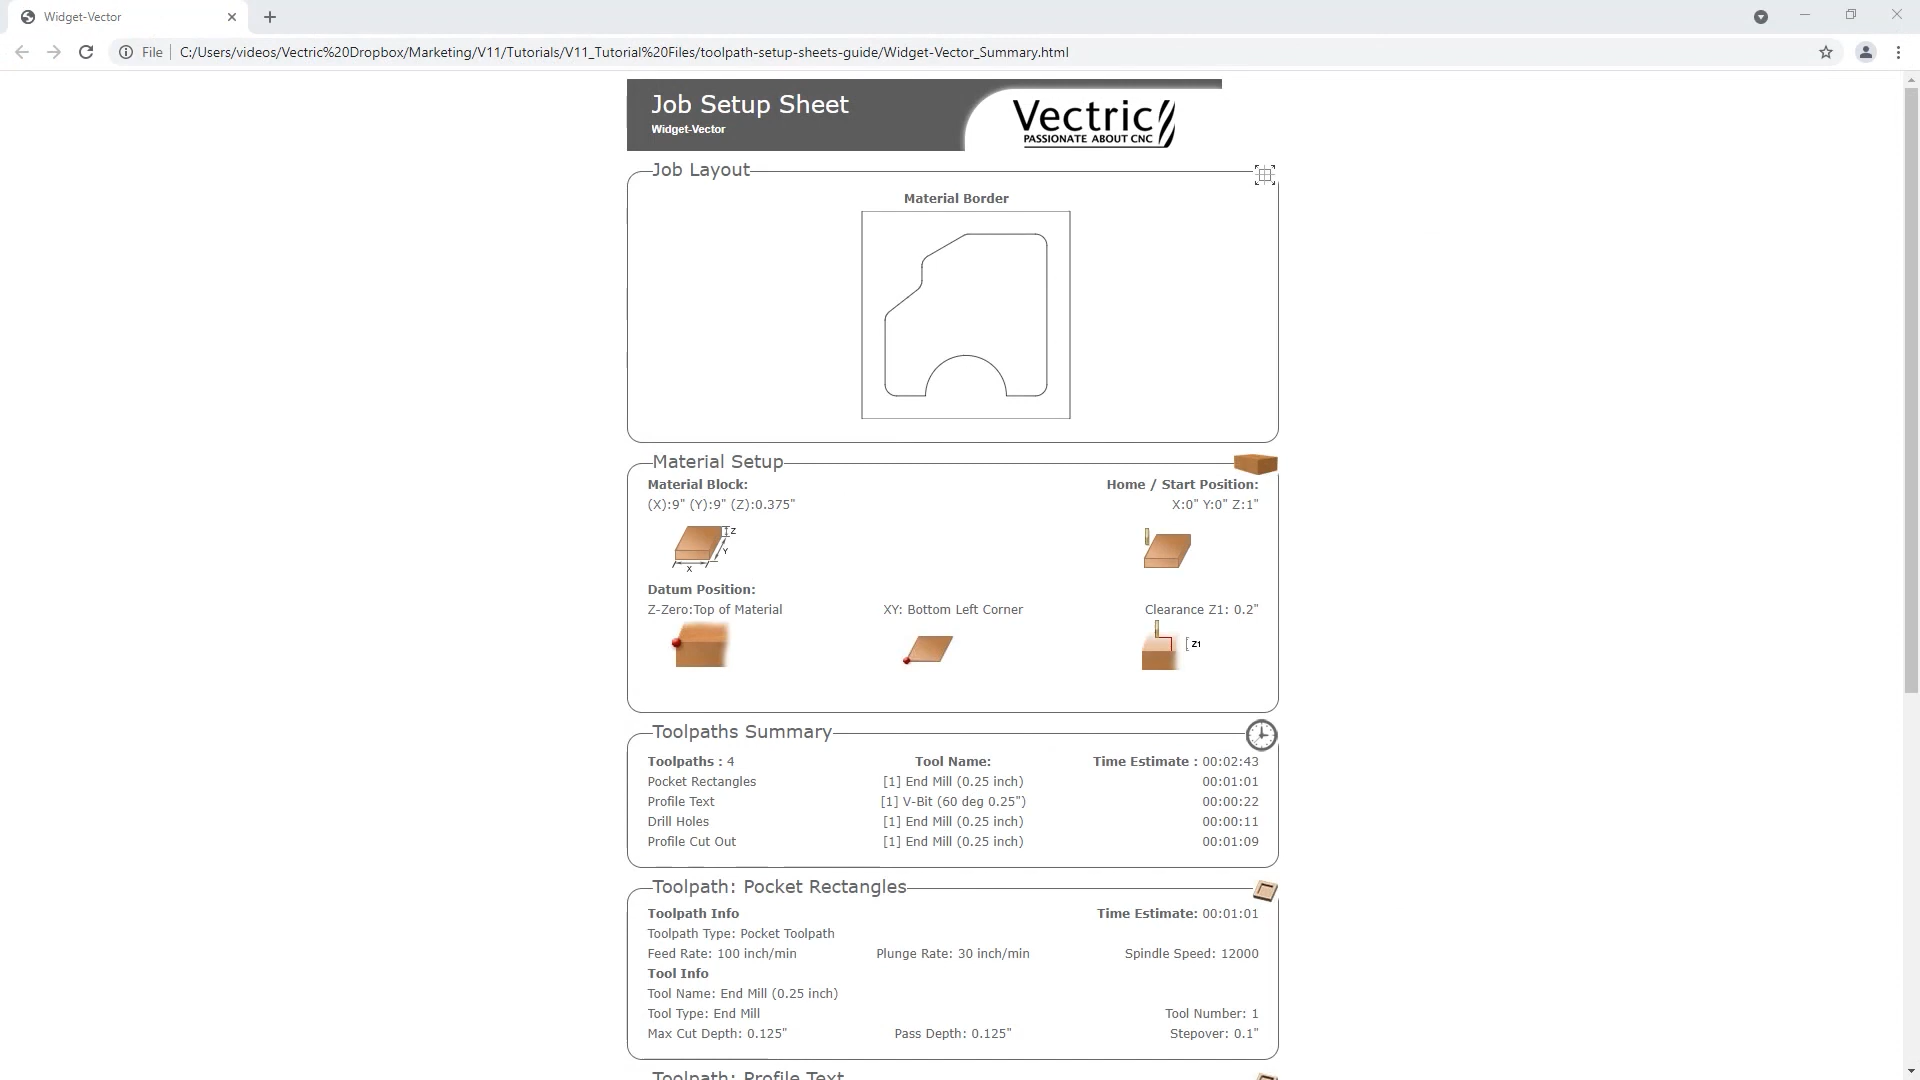 Widget-Vector
File C:/Users/videos/Vectric%20Dropbox/Marketing/V11/Tutorials/V11_Tutorial%20Files/toolpath-setup-sheets-guide/Widget-Vector_Summary.html
Job Setup Sheet
Widget-Vector
Vectric
PASSIONATE ABOUT CNC
Job Layout
Material Border
Material Setup
Material Block: Home / Start Position:
(X):9" (Y):9" (Z):0.375" X:0" Y:0" Z:1"
Z
Y
X
Datum Position:
Z-Zero:Top of Material XY: Bottom Left Corner Clearance Z1: 0.2"
Z1
Toolpaths Summary
Toolpaths : 4 Tool Name: Time Estimate : 00:02:43
Pocket Rectangles [1] End Mill (0.25 inch) 00:01:01
Profile Text [1] V-Bit (60 deg 0.25") 00:00:22
Drill Holes [1] End Mill (0.25 inch) 00:00:11
Profile Cut Out [1] End Mill (0.25 inch) 00:01:09
Toolpath: Pocket Rectangles
Toolpath Info Time Estimate: 00:01:01
Toolpath Type: Pocket Toolpath
Feed Rate: 100 inch/min Plunge Rate: 30 inch/min Spindle Speed: 12000
Tool Info
Tool Name: End Mill (0.25 inch)
Tool Type: End Mill Tool Number: 1
Max Cut Depth: 0.125" Pass Depth: 0.125" Stepover: 0.1"
Toolpath: Profile Text